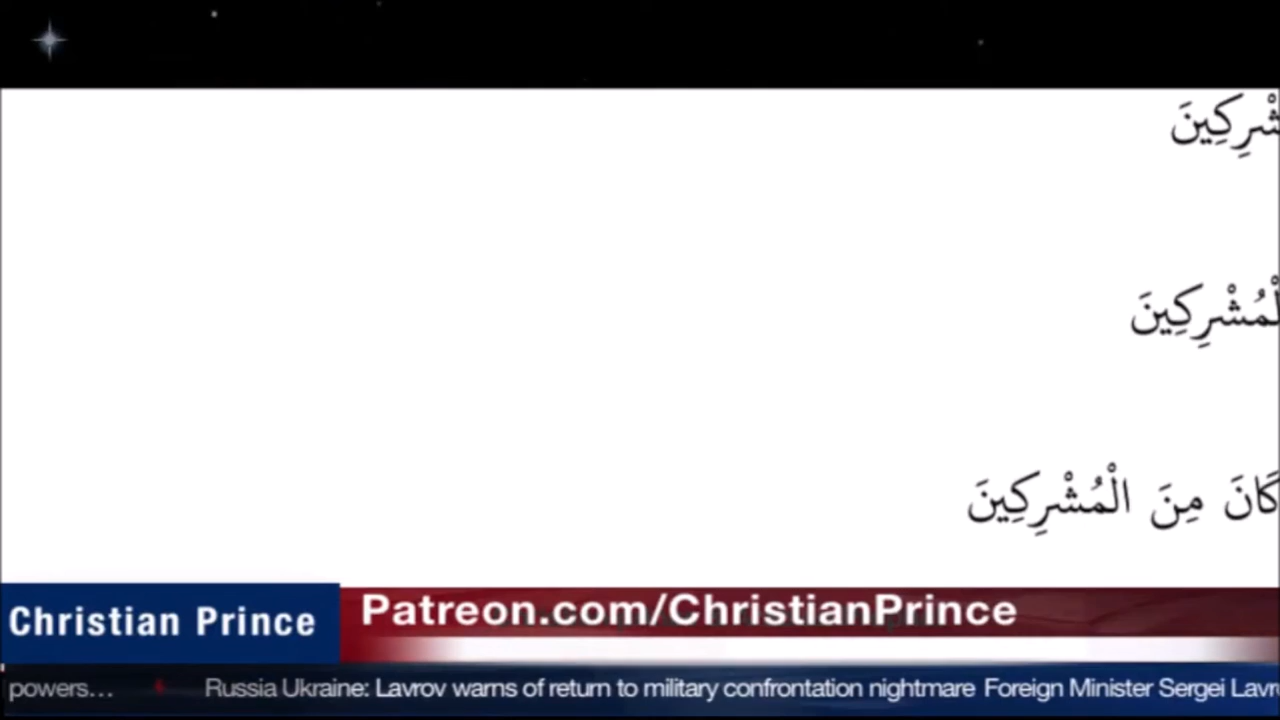 الْمُشْرِكِينَ
كَانَ مِنَ الْمُشْرِكِينَ
Christian Prince
Patreon.com/ChristianPrince
powers... Russia Ukraine: Lavrov warns of return to military confrontation nightmare Foreign Minister Sergei